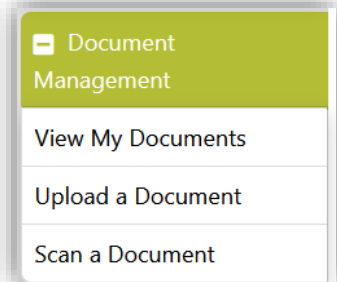 Document
Management
View My Documents
Upload a Document
Scan a Document